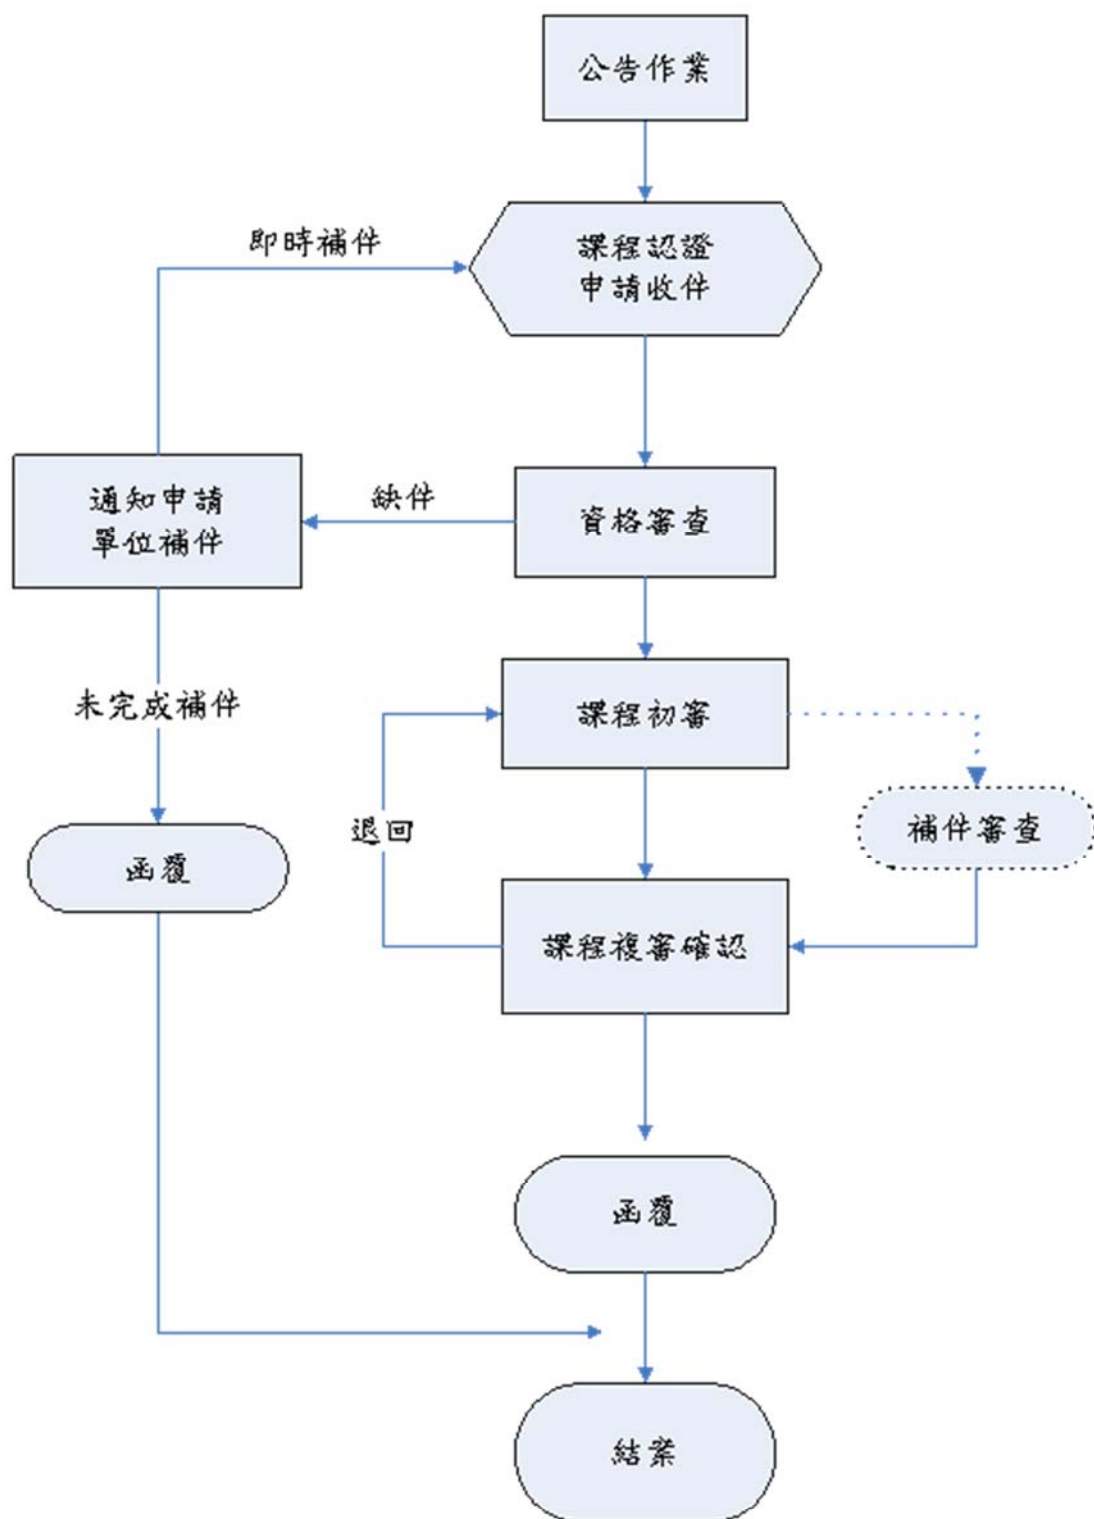 公告作業
即時補件
課程認證
申請收件
通知申請
單位補件
缺件
資格審查
未完成補件
課程初審
退回
補件審查
函覆
課程複審確認
函覆
結案